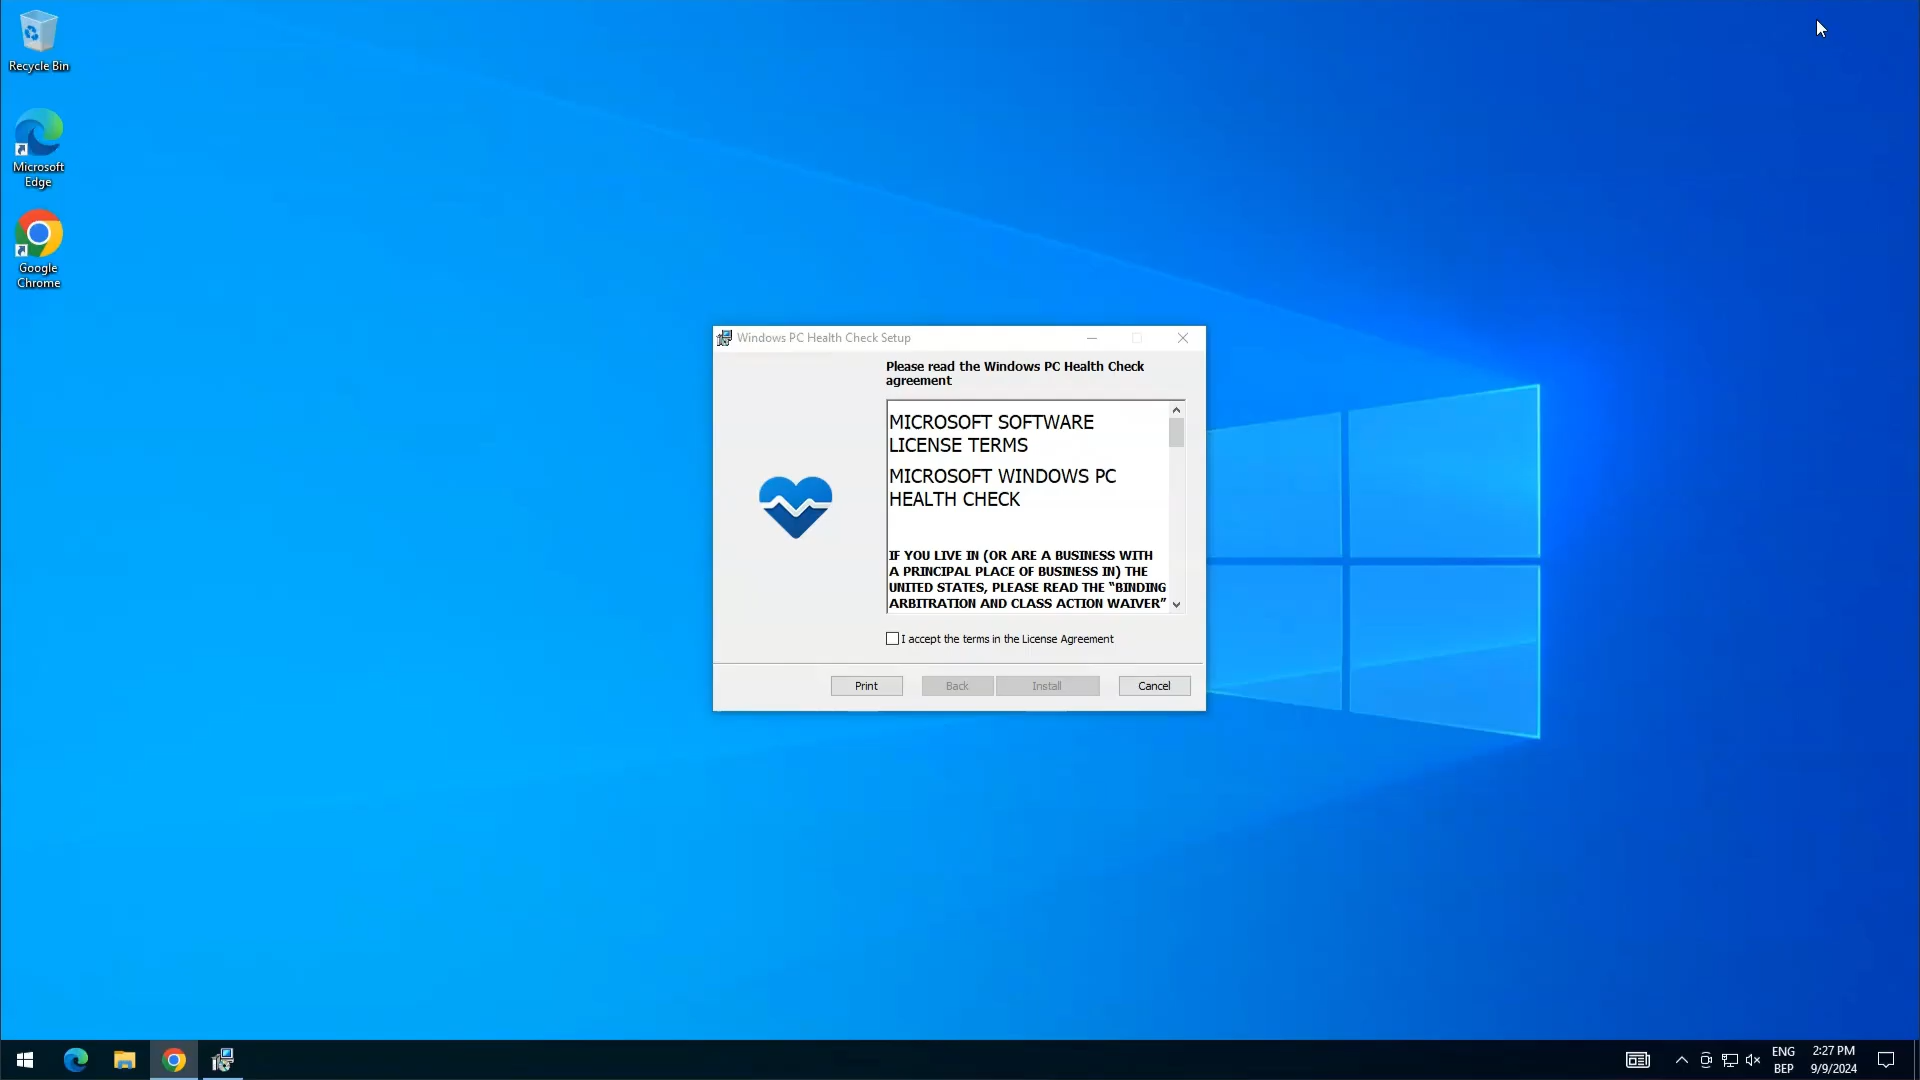 Recycle Bin
Microsoft
Edge
Google
Chrome
Windows PC Health Check Setup
Please read the Windows PC Health Check
agreement
MICROSOFT SOFTWARE
LICENSE TERMS
MICROSOFT WINDOWS PC
HEALTH CHECK
IF YOU LIVE IN (OR ARE A BUSINESS WITH
A PRINCIPAL PLACE OF BUSINESS IN) THE
UNITED STATES, PLEASE READ THE “BINDING
ARBITRATION AND CLASS ACTION WAIVER”
I accept the terms in the License Agreement
Print
Back
Install
Cancel
ENG
BEP
2:27 PM
9/9/2024